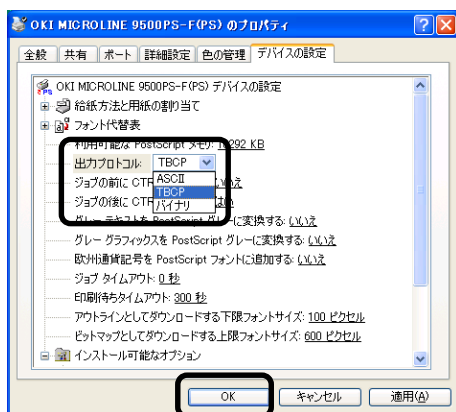 OKI MICROLINE 9500PS-F(PS) のプロパティ
全般 共有 ポート 詳細設定 色の管理 デバイスの設定
OKI MICROLINE 9500PS-F(PS) デバイスの設定
給紙方法と用紙の割り当て
フォント代替表
利用可能な PostScript メモリ: 292 KB
出力プロトコル: TBCP
ASCII
ジョブの前に CTR いいえ
TBCP
ジョブの後に CTR
バイナリ
グレー テキストを PostScript グレーに変換する: いいえ
グレー グラフィックスを PostScript グレーに変換する: いいえ
欧州通貨記号を PostScript フォントに追加する: いいえ
ジョブ タイムアウト: 0 秒
印刷待ちタイムアウト: 300 秒
アウトラインとしてダウンロードする下限フォントサイズ: 100 ピクセル
ビットマップとしてダウンロードする上限フォントサイズ: 600 ピクセル
インストール可能なオプション
OK キャンセル 適用(A)